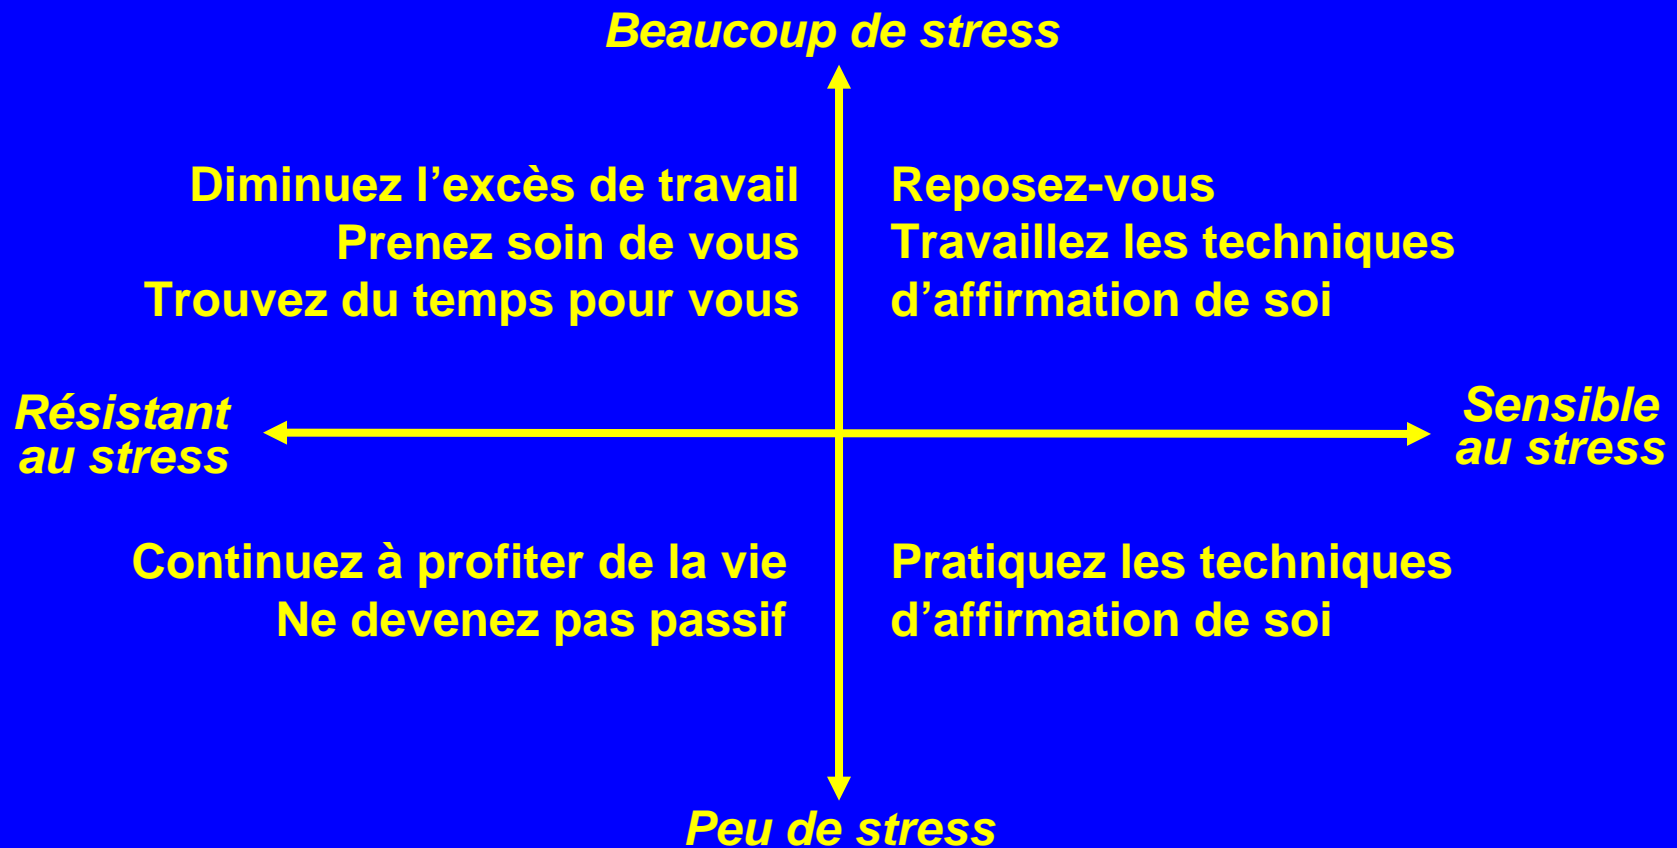 Beaucoup de stress
Diminuez l’excès de travail
Prenez soin de vous
Trouvez du temps pour vous
Reposez-vous
Travaillez les techniques
d’affirmation de soi
Résistant
au stress
Sensible
au stress
Continuez à profiter de la vie
Ne devenez pas passif
Pratiquez les techniques
d’affirmation de soi
Peu de stress